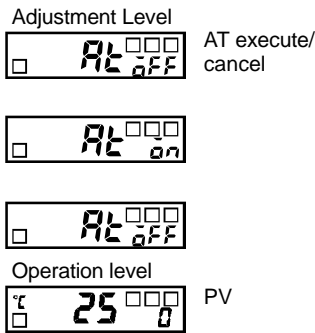 Adjustment Level
At oFF AT execute/
cancel
At on
At oFF
Operation level
°C 25 0 PV